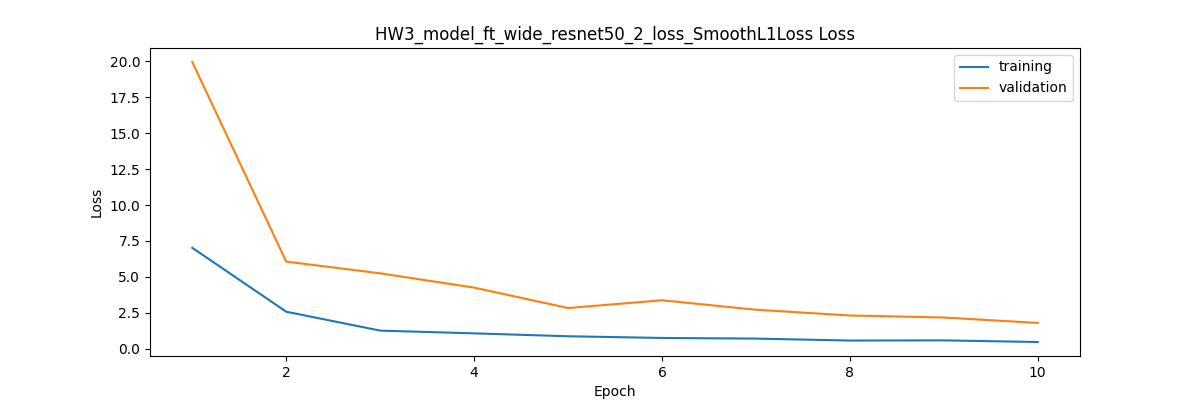 HW3_model_ft_wide_resnet50_2_loss_SmoothL1Loss Loss
training
validation
20.0
17.5
15.0
12.5
10.0
7.5
5.0
2.5
0.0
Loss
2 4 6 8 10
Epoch